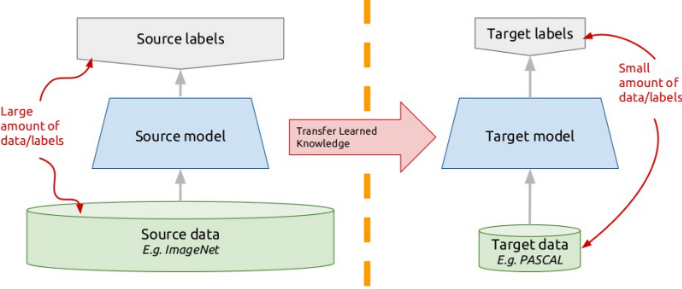 Source labels
Large
amount of
data/labels
Source model
Source data
E.g. ImageNet
Transfer Learned
Knowledge
Target labels
Small
amount of
data/labels
Target model
Target data
E.g. PASCAL